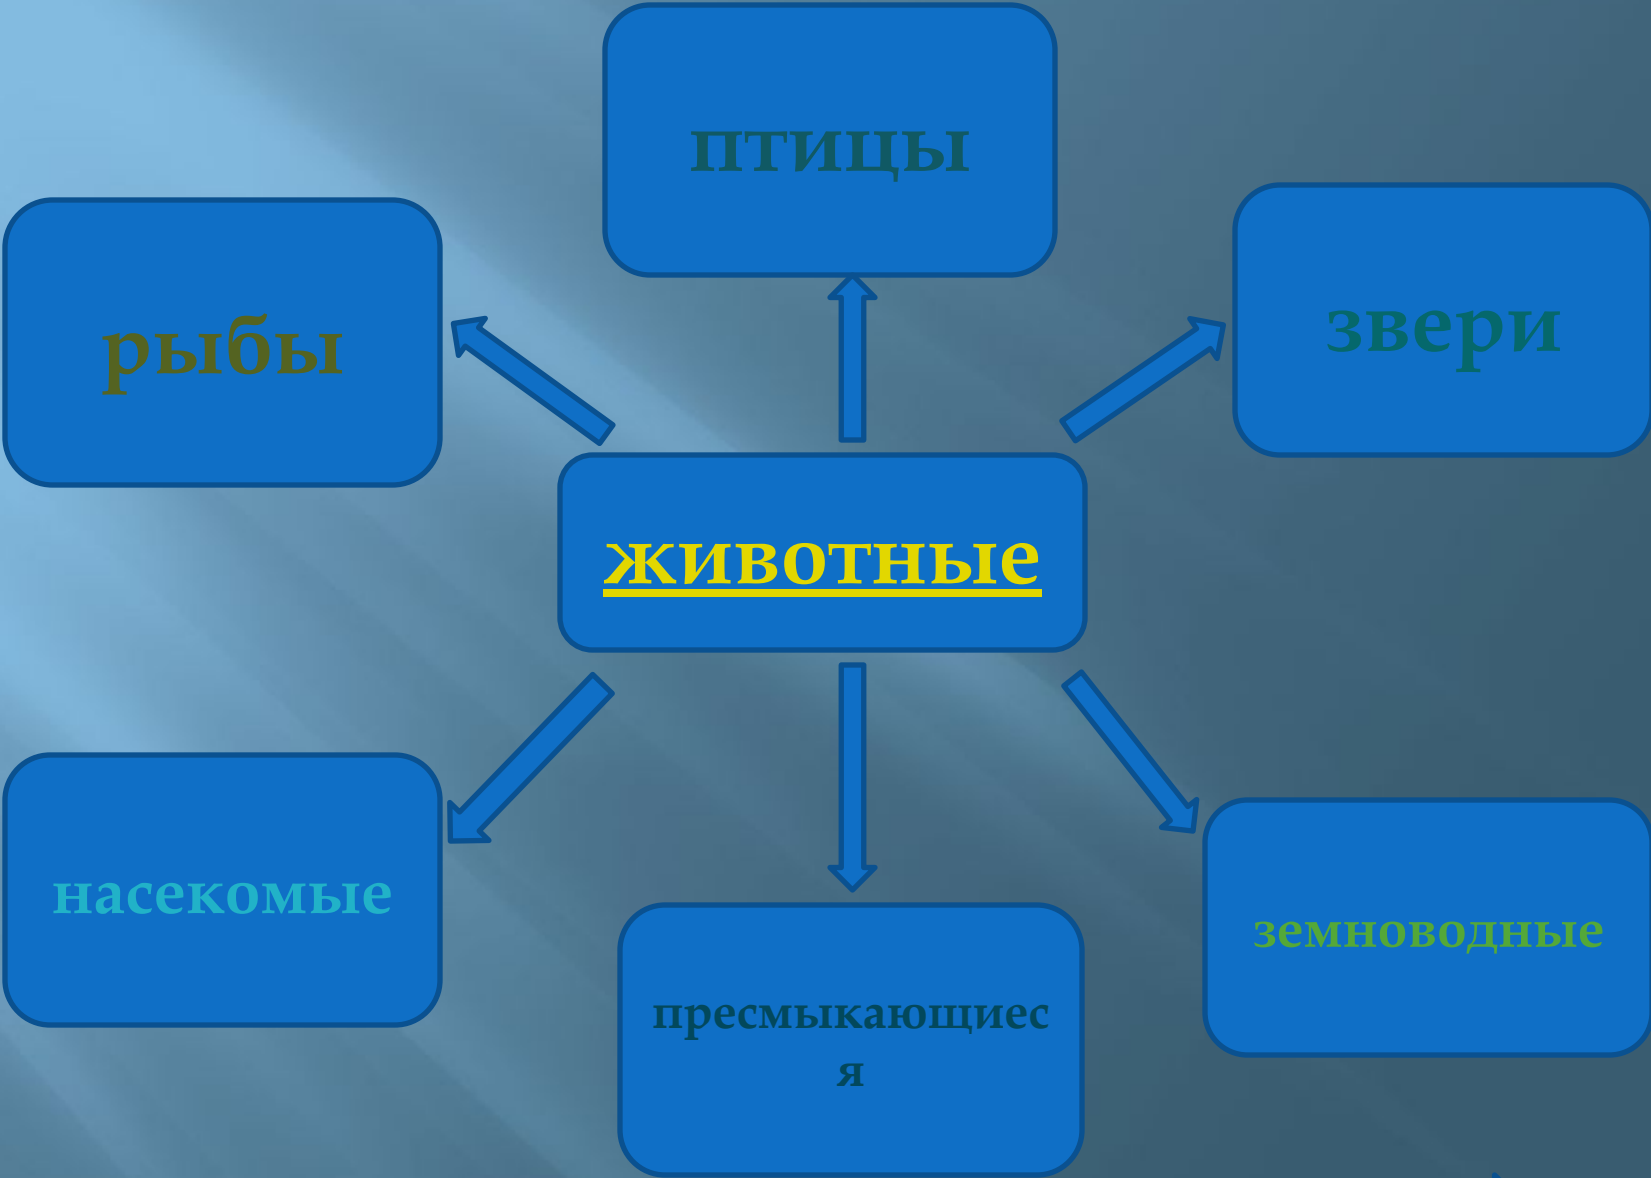 птицы
рыбы
звери
животные
насекомые
земноводные
пресмыкающиес
я